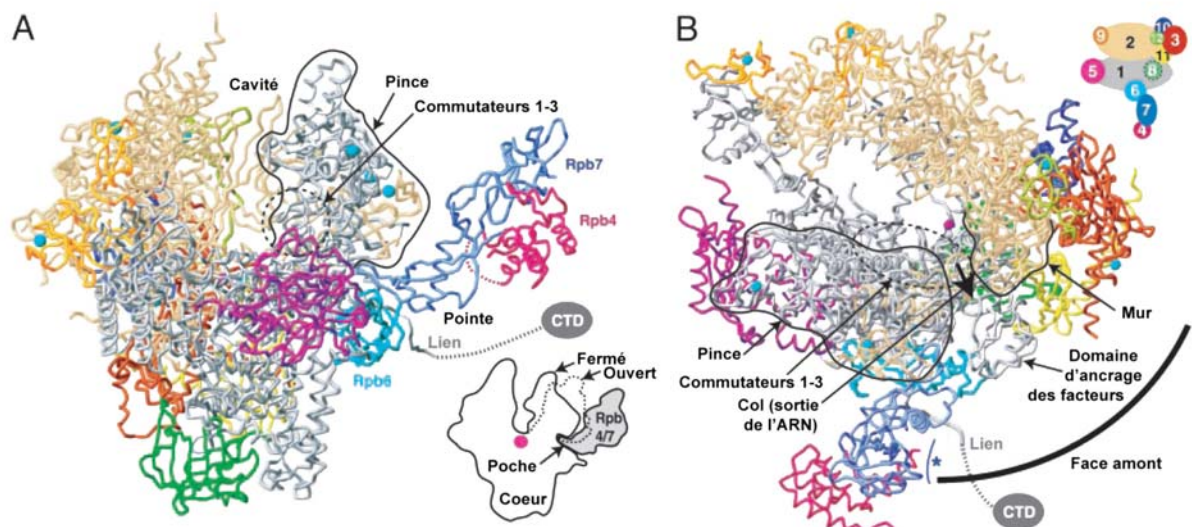 A
Cavité
Pince
Commutateurs 1-3
Rpb7
Rpb4
Pointe
Lien
CTD
Rpb6
Fermé
Ouvert
Rpb
4/7
Poche
Coeur
B
9
2
10
12
3
11
5
1
8
6
7
4
Mur
Pince
Domaine
d'ancrage
des facteurs
Commutateurs 1-3
Col (sortie
de l'ARN)
Lien
*
Face amont
CTD